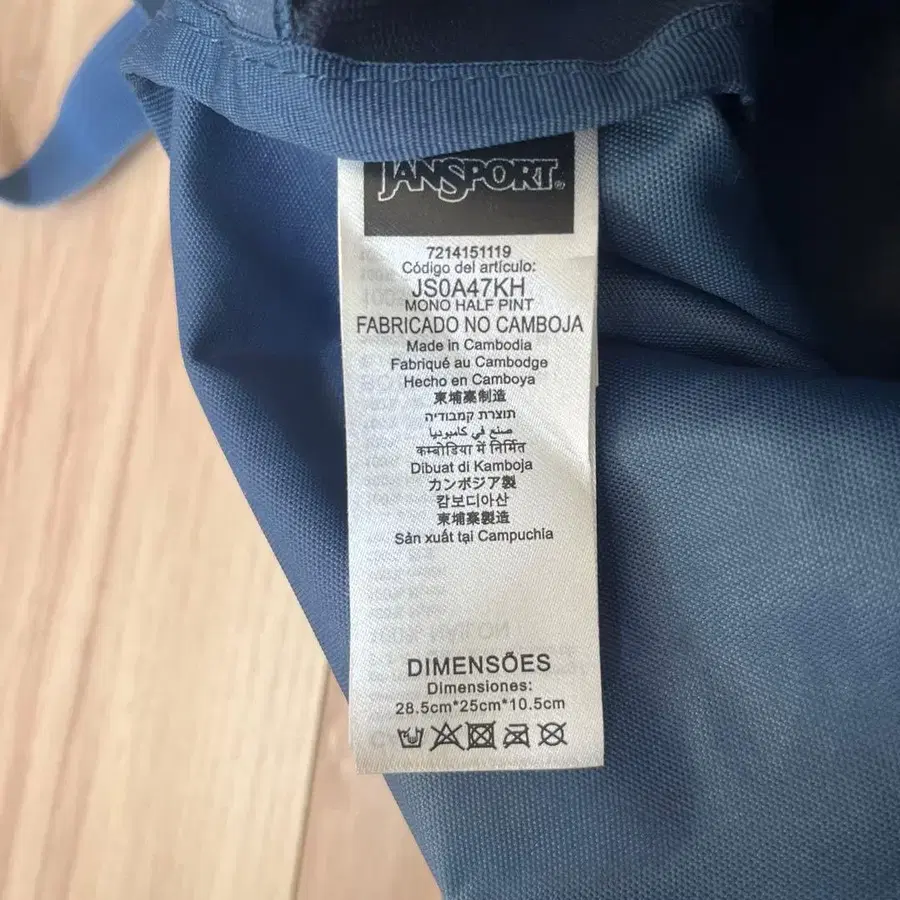 JANSPORT®
7214151119
Código del artículo:
JS0A47KH
MONO HALF PINT
FABRICADO NO CAMBOJA
Made in Cambodia
Fabriqué au Cambodge
Hecho en Camboya
柬埔寨制造
תוצרת קמבודיה
صنع في كامبوديا
कम्बोडिया में निर्मित
Dibuat di Kamboja
カンボジア製
캄보디아산
柬埔寨製造
Sản xuất tại Campuchia
DIMENSÕES
Dimensiones:
28.5cm*25cm*10.5cm